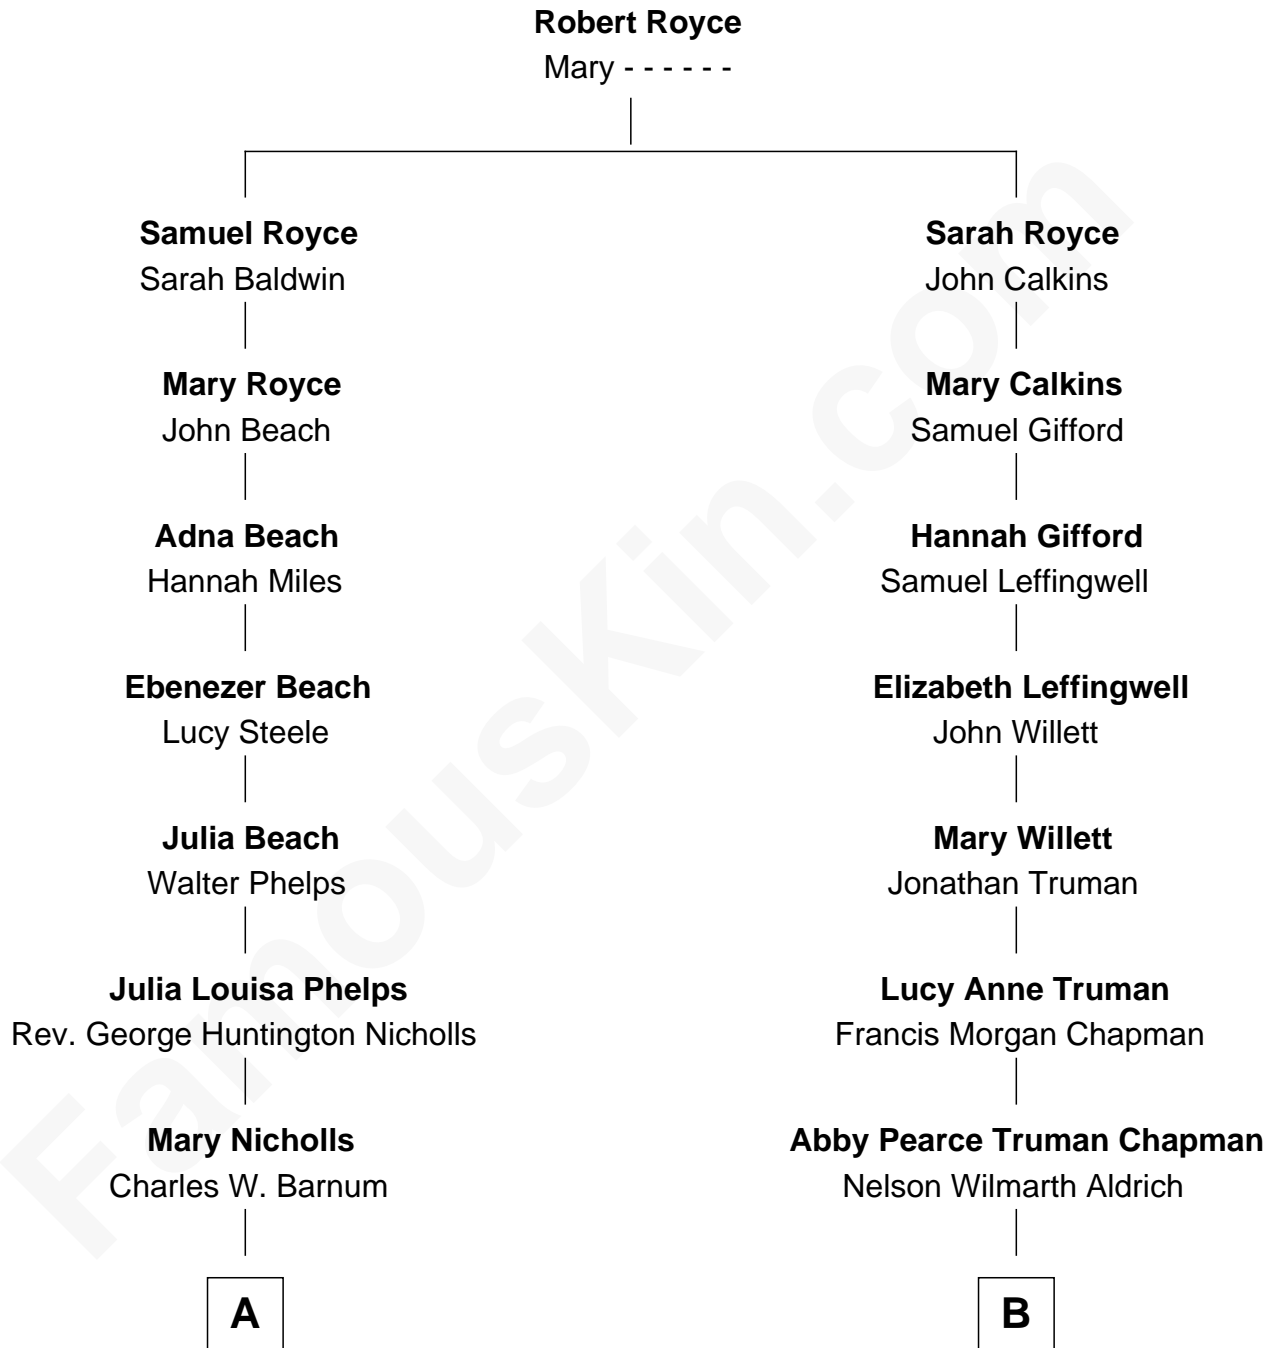 Robert Royce
Mary - - - - - -
Samuel Royce
Sarah Baldwin
Mary Royce
John Beach
Adna Beach
Hannah Miles
Ebenezer Beach
Lucy Steele
Julia Beach
Walter Phelps
Julia Louisa Phelps
Rev. George Huntington Nicholls
Mary Nicholls
Charles W. Barnum
A
Sarah Royce
John Calkins
Mary Calkins
Samuel Gifford
Hannah Gifford
Samuel Leffingwell
Elizabeth Leffingwell
John Willett
Mary Willett
Jonathan Truman
Lucy Anne Truman
Francis Morgan Chapman
Abby Pearce Truman Chapman
Nelson Wilmarth Aldrich
B
FamousKin.com